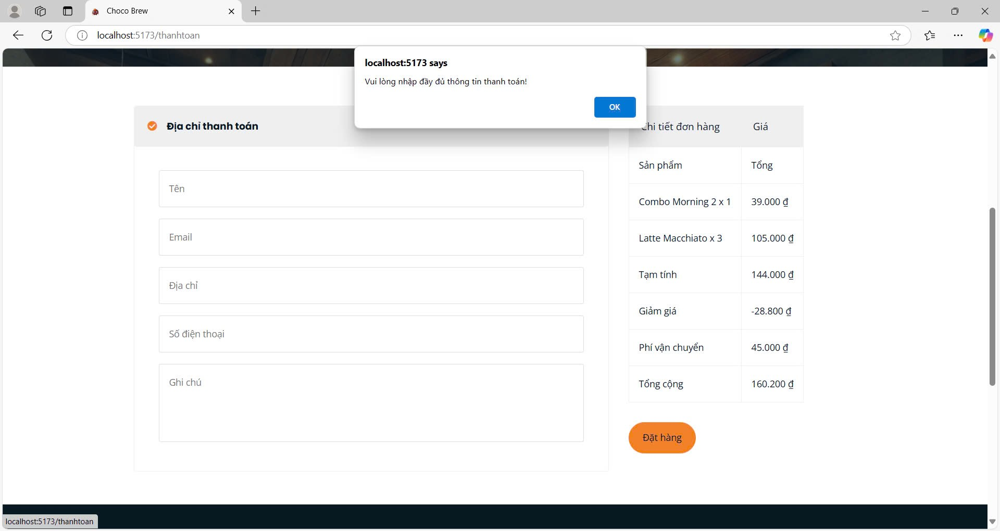 Choco Brew
localhost:5173/thanhtoan
localhost:5173 says
Vui lòng nhập đầy đủ thông tin thanh toán!
OK
Địa chỉ thanh toán
Tên
Email
Địa chỉ
Số điện thoại
Ghi chú
Chi tiết đơn hàng Giá
Sản phẩm Tổng
Combo Morning 2 x 1 39.000 ₫
Latte Macchiato x 3 105.000 ₫
Tạm tính 144.000 ₫
Giảm giá -28.800 ₫
Phí vận chuyển 45.000 ₫
Tổng cộng 160.200 ₫
Đặt hàng
localhost:5173/thanhtoan